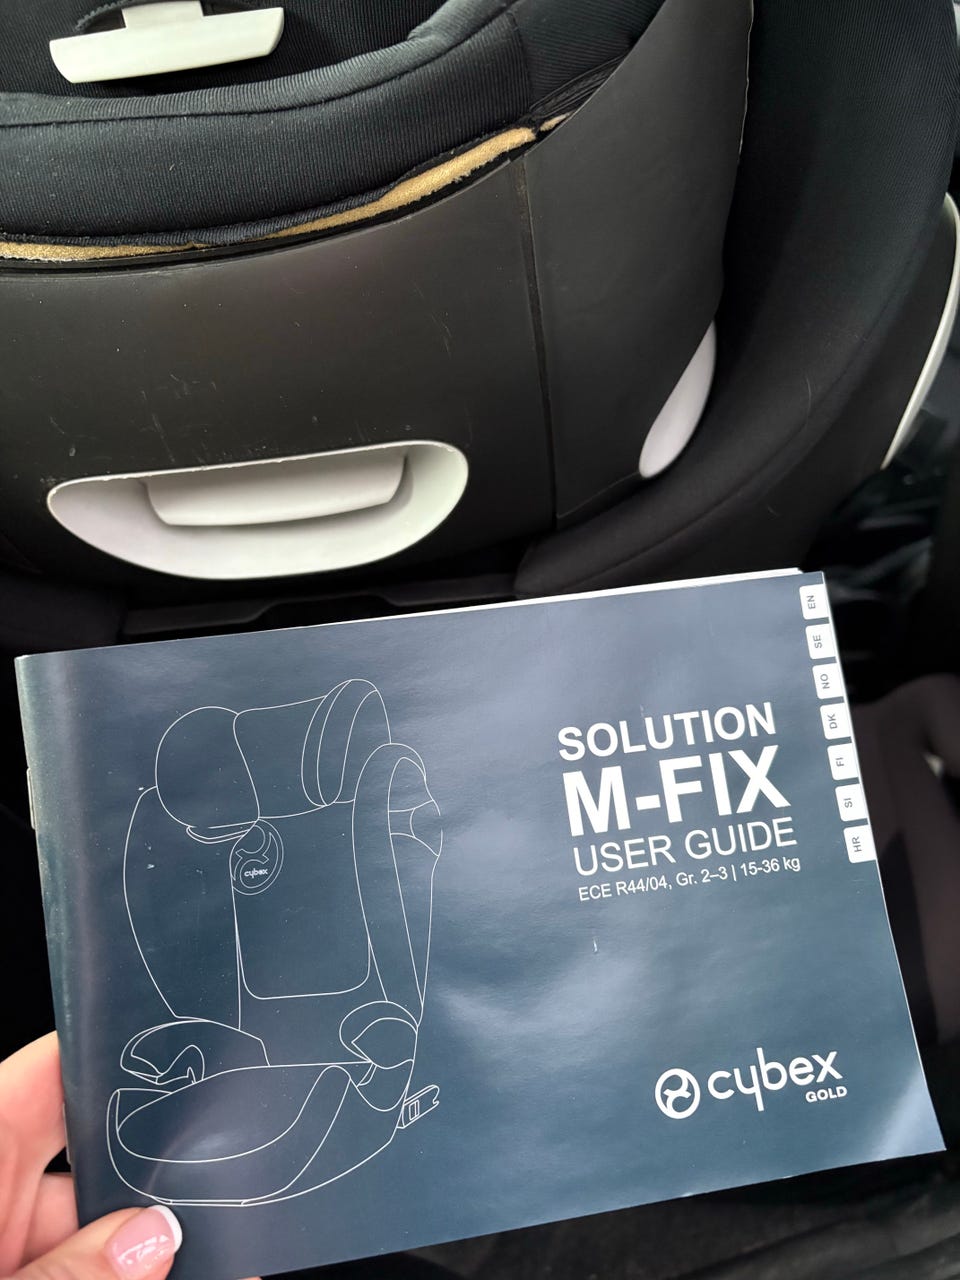 SOLUTION
M-FIX
USER GUIDE
ECE R44/04, Gr. 2–3 | 15-36 kg
EN
SE
NO
DK
FI
SI
HR
cybex
cybex
GOLD